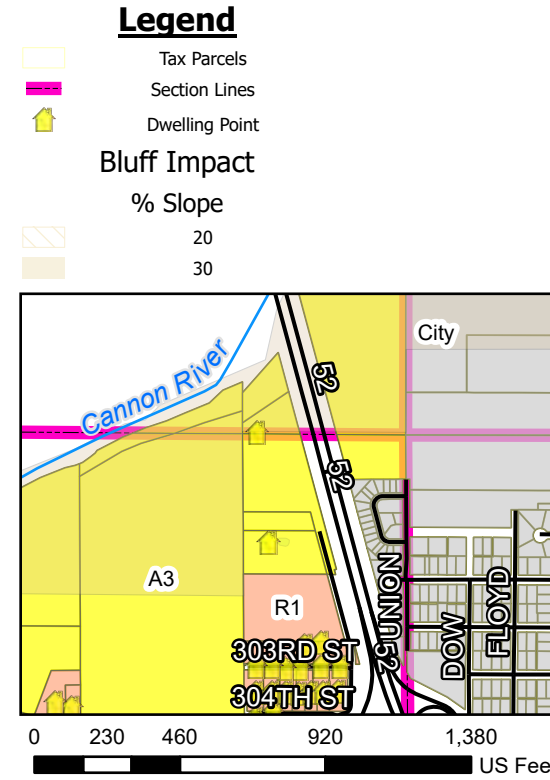 Legend
Tax Parcels
Section Lines
Dwelling Point
Bluff Impact
% Slope
20
30
City
52
Cannon River
52
A3
UNION
FLOYD
R1
DOW
303RD ST
52
304TH ST
0 230 460 920 1,380
US Fee